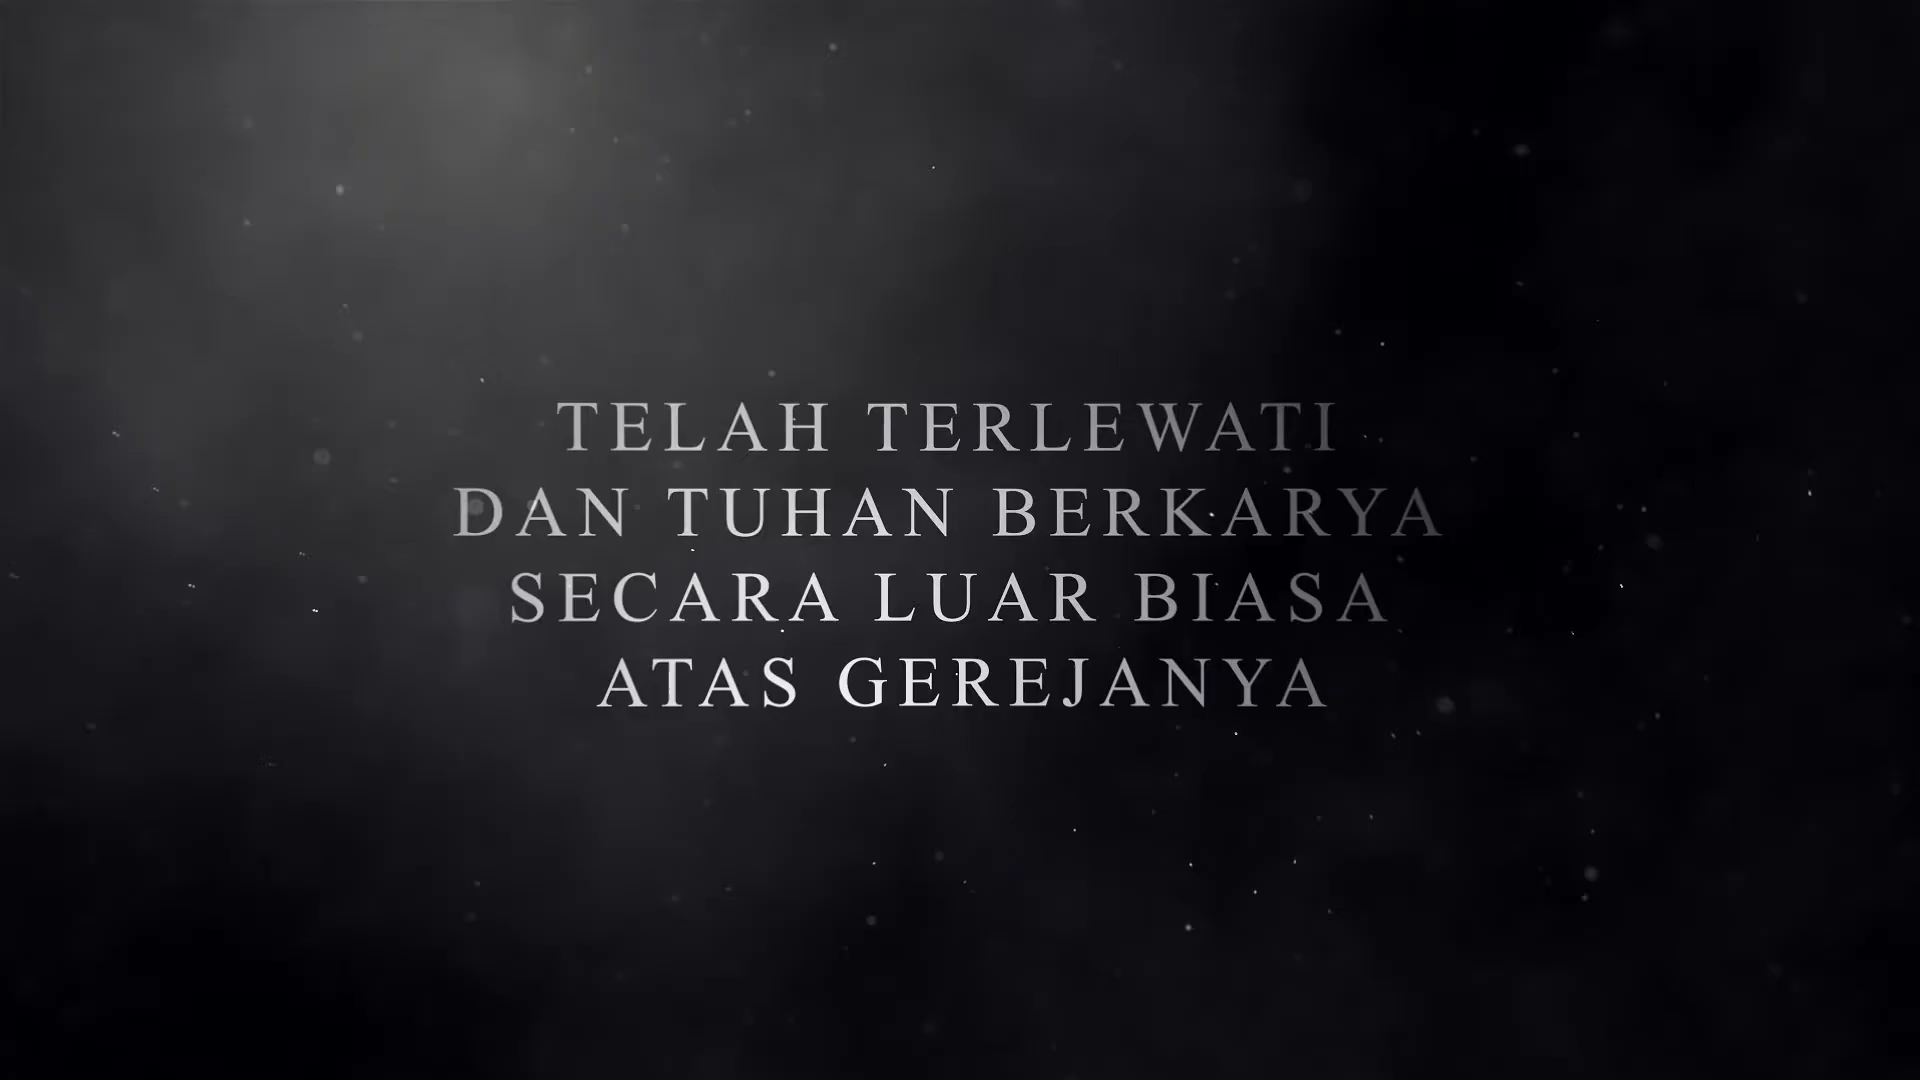 TELAH TERLEWATI
DAN TUHAN BERKARYA
SECARA LUAR BIASA
ATAS GEREJANYA